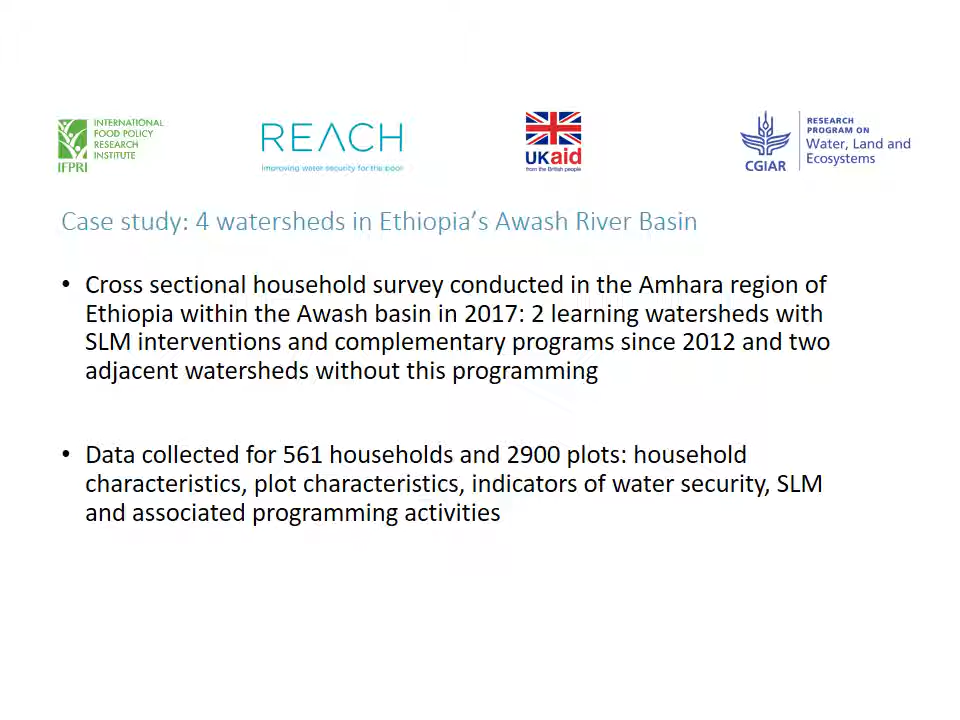 INTERNATIONAL
FOOD POLICY
RESEARCH
INSTITUTE
IFPRI
REACH
Improving water security for the poor
UKaid
from the British people
CGIAR
RESEARCH
PROGRAM ON
Water, Land and
Ecosystems
Case study: 4 watersheds in Ethiopia's Awash River Basin
• Cross sectional household survey conducted in the Amhara region of
Ethiopia within the Awash basin in 2017: 2 learning watersheds with
SLM interventions and complementary programs since 2012 and two
adjacent watersheds without this programming
• Data collected for 561 households and 2900 plots: household
characteristics, plot characteristics, indicators of water security, SLM
and associated programming activities